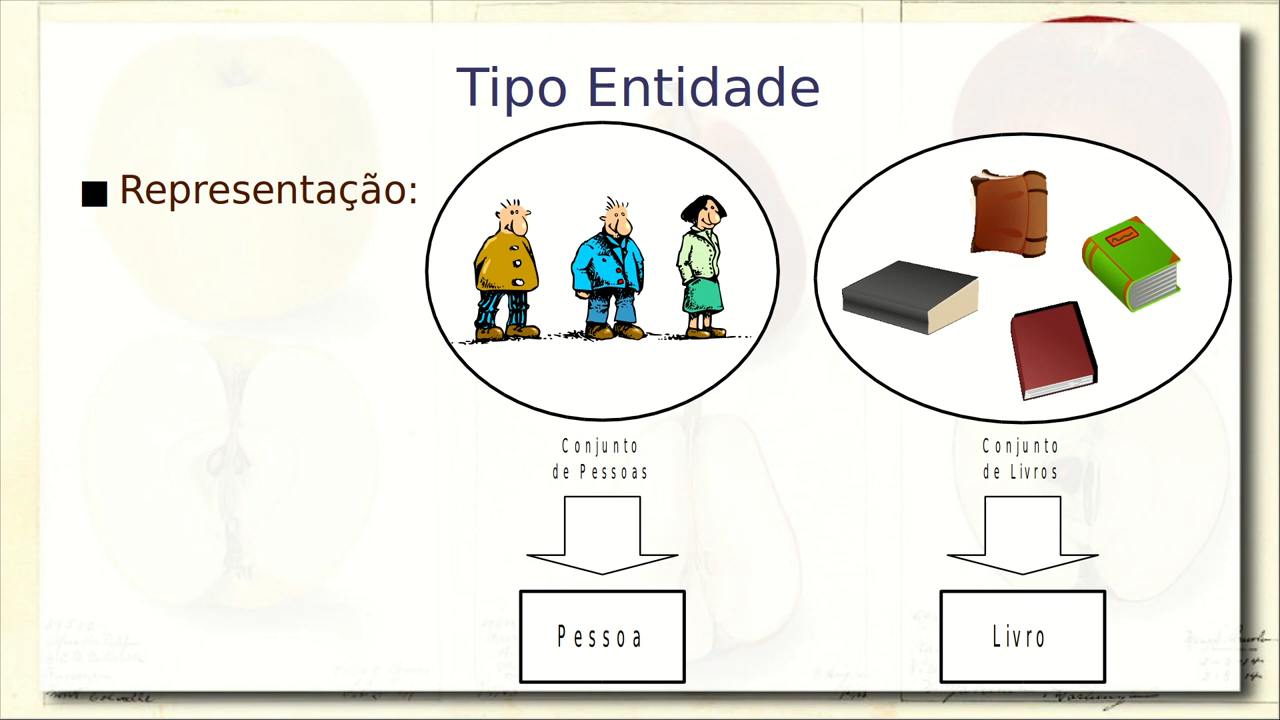 Tipo Entidade
Representação:
Conjunto
de Pessoas
Conjunto
de Livros
Pessoa
Livro